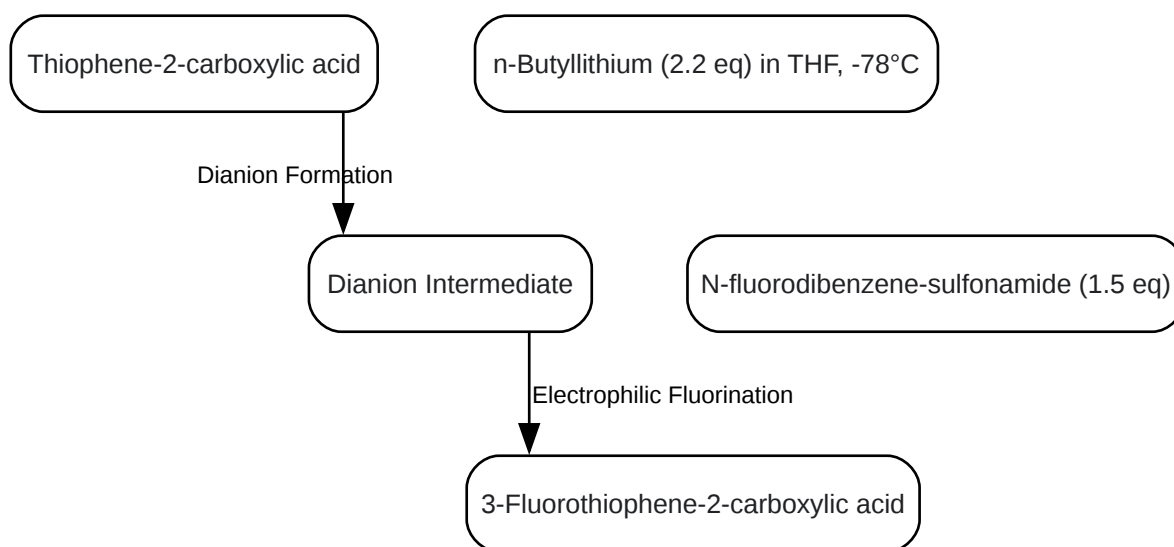 Thiophene-2-carboxylic acid
n-Butyllithium (2.2 eq) in THF, -78°C
Dianion Formation
Dianion Intermediate
N-fluorodibenzene-sulfonamide (1.5 eq)
Electrophilic Fluorination
3-Fluorothiophene-2-carboxylic acid